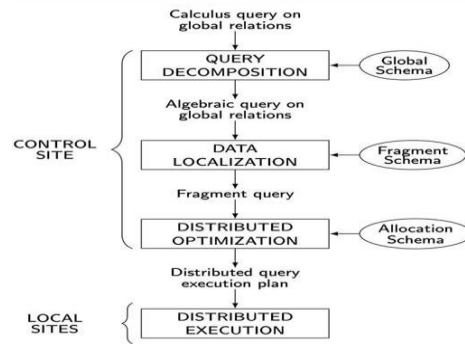 Calculus query on
global relations
QUERY
DECOMPOSITION
Global
Schema
Algebraic query on
global relations
CONTROL
SITE
DATA
LOCALIZATION
Fragment
Schema
Fragment query
DISTRIBUTED
OPTIMIZATION
Allocation
Schema
Distributed query
execution plan
LOCAL
SITES
DISTRIBUTED
EXECUTION